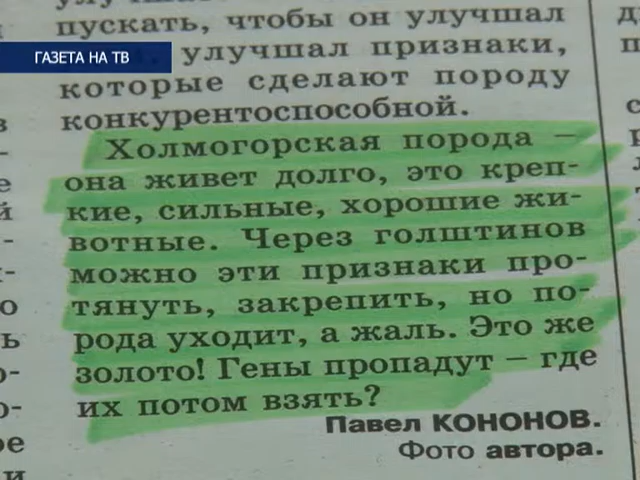 пускать, чтобы он улучшал
ГАЗЕТА НА ТВ
улучшал признаки,
которые сделают породу
конкурентоспособной.
Холмогорская порода –
она живет долго, это креп-
кие, сильные, хорошие жи-
вотные. Через голштинов
можно эти признаки про-
тянуть, закрепить, но по-
рода уходит, а жаль. Это же
золото! Гены пропадут – где
их потом взять?
Павел КОНОНОВ.
Фото автора.